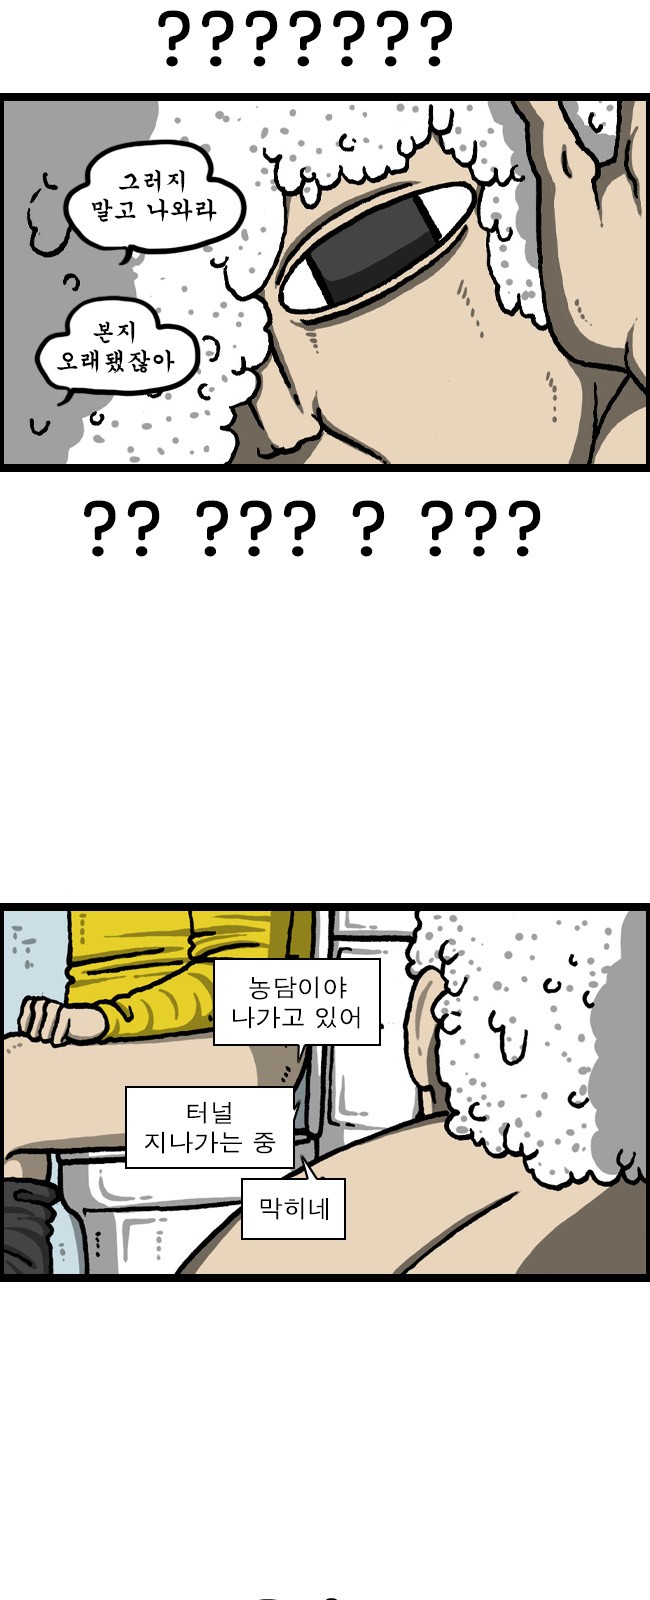 ???????
그러지
말고 나와라
본지
오래됐잖아
?? ??? ? ???
농담이야
나가고 있어
터널
지나가는 중
막히네